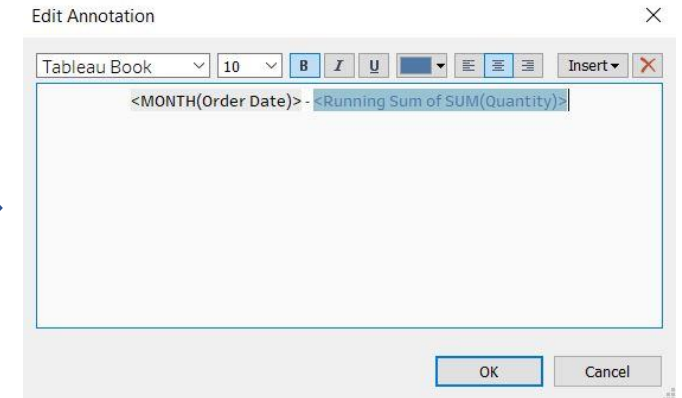 Edit Annotation
Tableau Book 10 B I U Insert
<MONTH(Order Date)> - <Running Sum of SUM(Quantity)>
OK Cancel